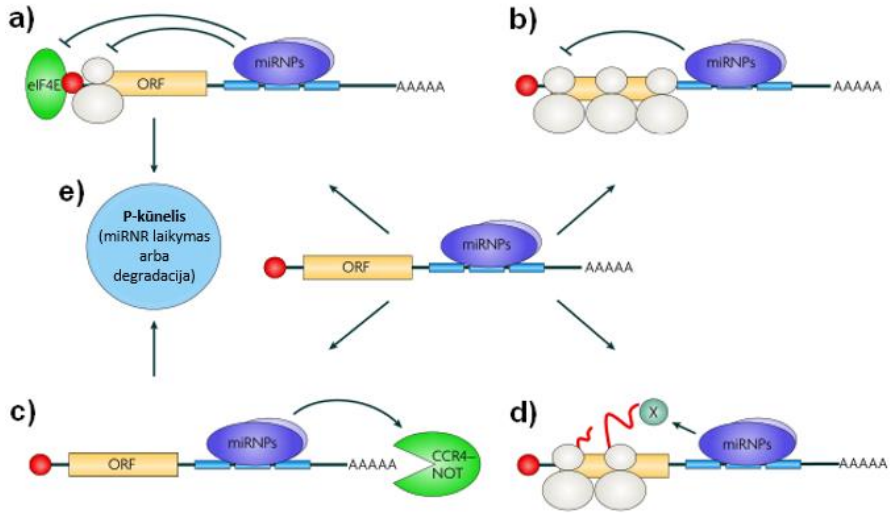 a)
eIF4E
ORF
miRNPs
AAAAA
b)
miRNPs
AAAAA
e)
P-kūnelis
(miRNR laikymas
arba
degradacija)
ORF
miRNPs
AAAAA
c)
ORF
miRNPs
AAAAA
CCR4–
NOT
d)
X
miRNPs
AAAAA